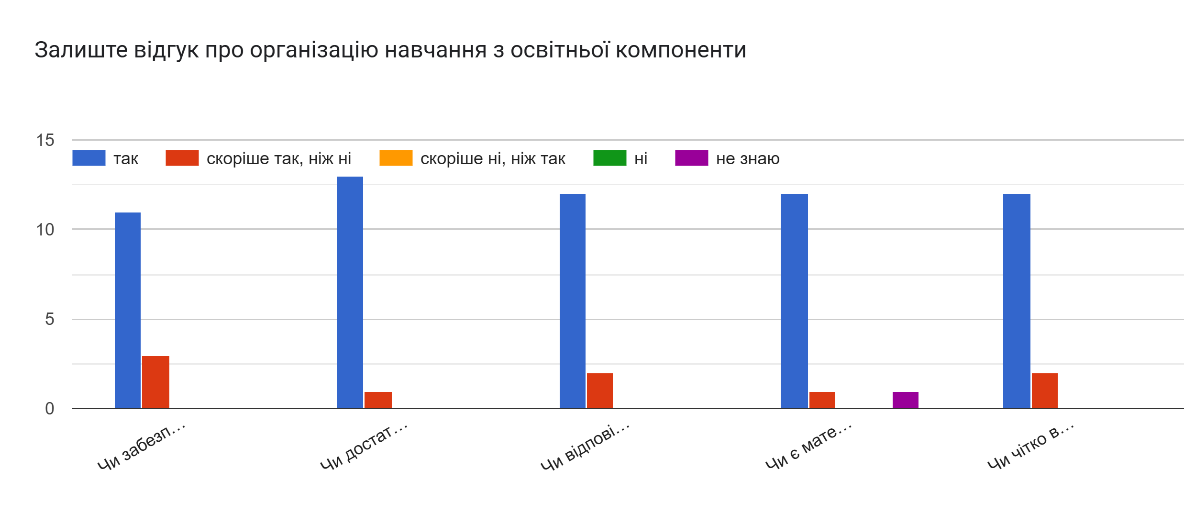 Залиште відгук про організацію навчання з освітньої компоненти
15
так скоріше так, ніж ні скоріше ні, ніж так ні не знаю
10
5
0
Чи забезп… Чи достат… Чи відпові… Чи є мате… Чи чітко в…